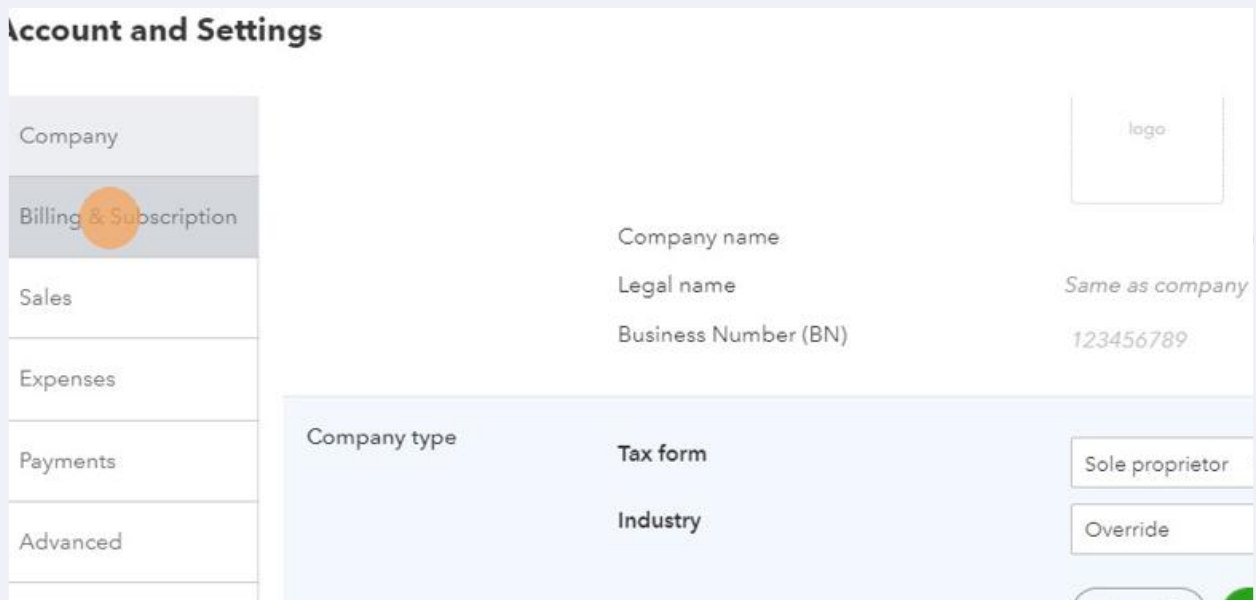 Account and Settings
Company
Billing & Subscription
Sales
Expenses
Payments
Advanced
logo
Company name
Legal name
Same as company
Business Number (BN)
123456789
Company type
Tax form
Sole proprietor
Industry
Override